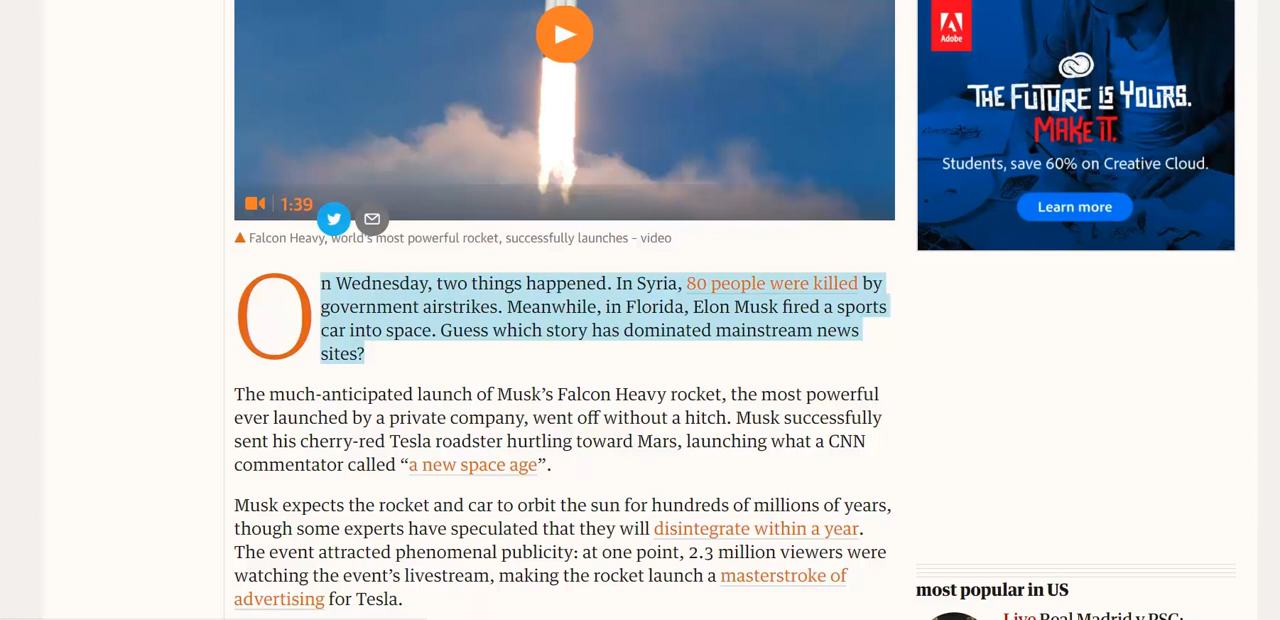 Adobe
THE FUTURE IS YOURS.
MAKE IT.
Students, save 60% on Creative Cloud.
Learn more
1:39
Falcon Heavy, world's most powerful rocket, successfully launches – video
On Wednesday, two things happened. In Syria, 80 people were killed by
government airstrikes. Meanwhile, in Florida, Elon Musk fired a sports
car into space. Guess which story has dominated mainstream news
sites?
The much-anticipated launch of Musk’s Falcon Heavy rocket, the most powerful
ever launched by a private company, went off without a hitch. Musk successfully
sent his cherry-red Tesla roadster hurtling toward Mars, launching what a CNN
commentator called “a new space age”.
Musk expects the rocket and car to orbit the sun for hundreds of millions of years,
though some experts have speculated that they will disintegrate within a year.
The event attracted phenomenal publicity: at one point, 2.3 million viewers were
watching the event’s livestream, making the rocket launch a masterstroke of
advertising for Tesla.
most popular in US
Live Real Madrid v PSG: